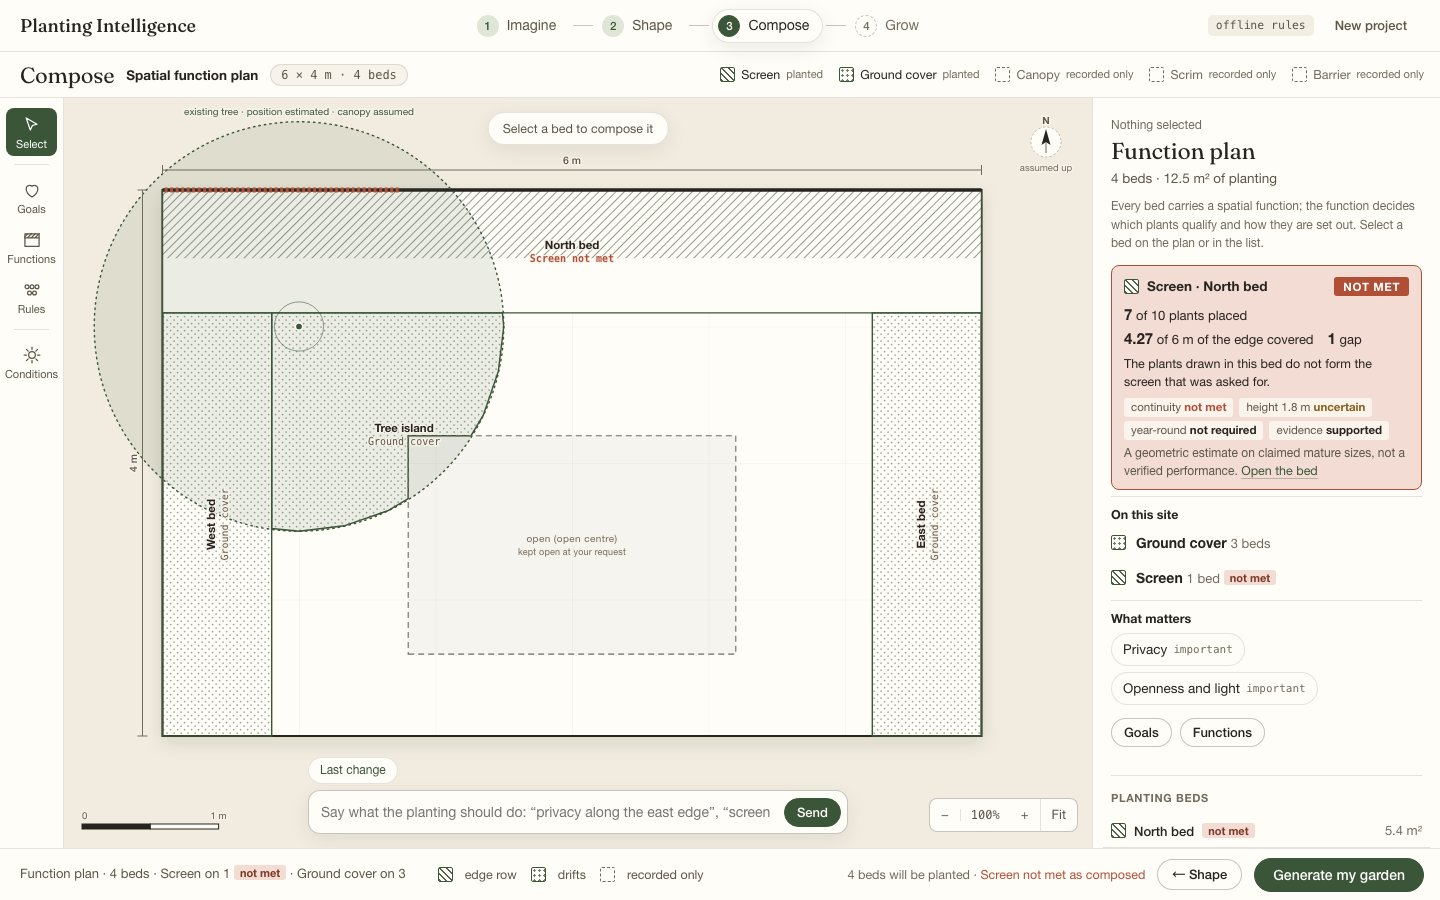 Planting Intelligence
1 Imagine
2 Shape
3 Compose
4 Grow
offline rules
New project
Compose Spatial function plan 6 × 4 m · 4 beds
Screen planted
Ground cover planted
Canopy recorded only
Scrim recorded only
Barrier recorded only
Select
Goals
Functions
Rules
Conditions
existing tree · position estimated · canopy assumed
Select a bed to compose it
N
assumed up
6 m
4 m
North bed
Screen not met
Tree island
Ground cover
West bed
Ground cover
East bed
Ground cover
open (open centre)
kept open at your request
Last change
Say what the planting should do: “privacy along the east edge”, “screen
Send
0 1 m
− 100% + Fit
Nothing selected
Function plan
4 beds · 12.5 m² of planting
Every bed carries a spatial function; the function decides
which plants qualify and how they are set out. Select a
bed on the plan or in the list.
Screen · North bed NOT MET
7 of 10 plants placed
4.27 of 6 m of the edge covered 1 gap
The plants drawn in this bed do not form the
screen that was asked for.
continuity not met height 1.8 m uncertain
year-round not required evidence supported
A geometric estimate on claimed mature sizes, not a
verified performance. Open the bed
On this site
Ground cover 3 beds
Screen 1 bed not met
What matters
Privacy important
Openness and light important
Goals Functions
PLANTING BEDS
North bed not met 5.4 m²
Function plan · 4 beds · Screen on 1 not met · Ground cover on 3
edge row
drifts
recorded only
4 beds will be planted · Screen not met as composed
← Shape
Generate my garden